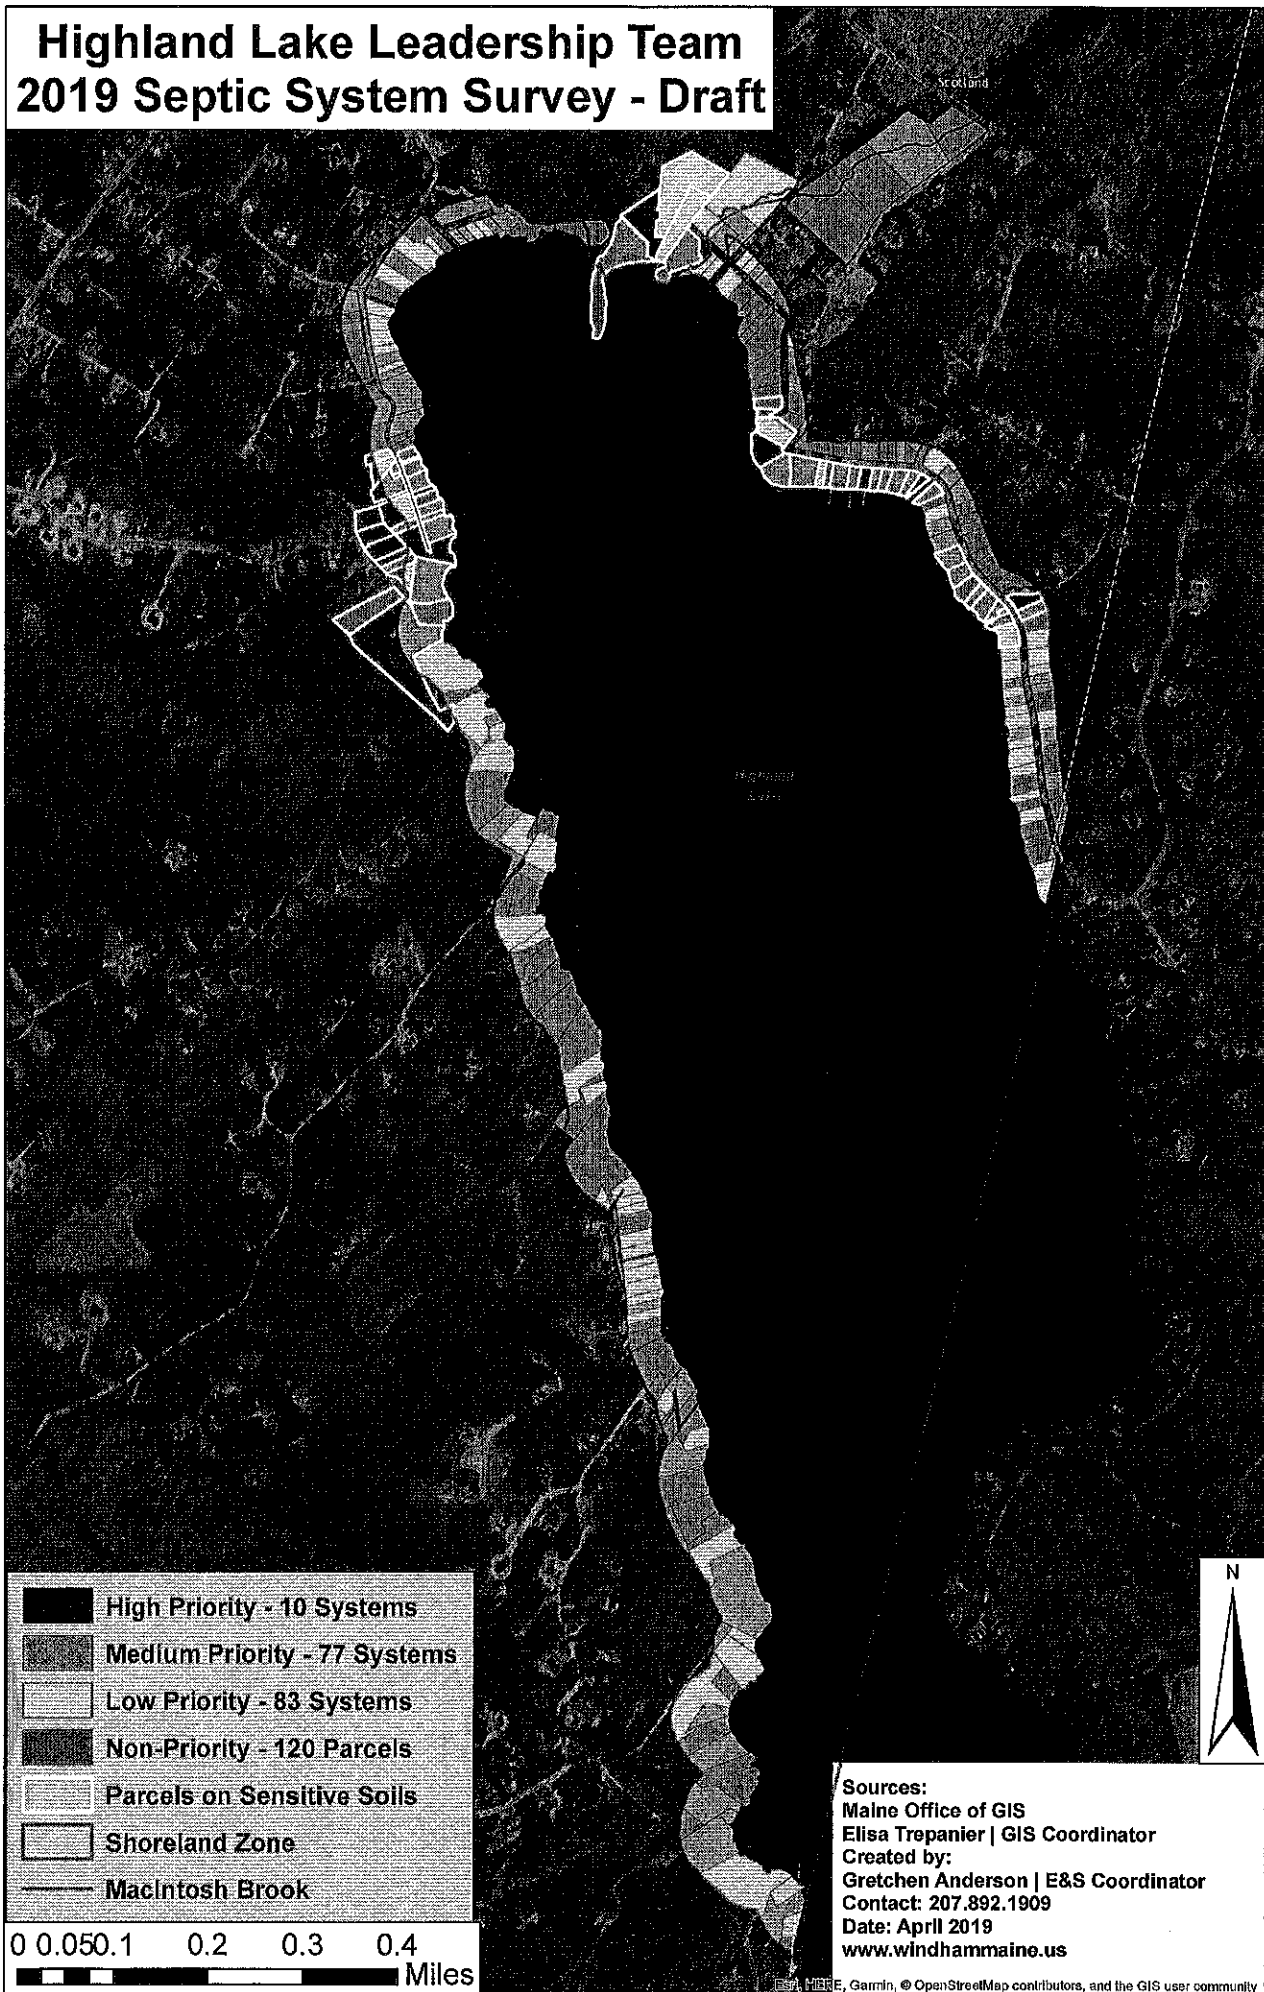 Highland Lake Leadership Team
2019 Septic System Survey - Draft
Scotland
Highland
Lake
High Priority - 10 Systems
Medium Priority - 77 Systems
Low Priority - 83 Systems
Non-Priority - 120 Parcels
Parcels on Sensitive Soils
Shoreland Zone
MacIntosh Brook
0 0.050.1 0.2 0.3 0.4
Miles
N
Sources:
Maine Office of GIS
Elisa Trepanier | GIS Coordinator
Created by:
Gretchen Anderson | E&S Coordinator
Contact: 207.892.1909
Date: April 2019
www.windhammaine.us
Esri, HERE, Garmin, © OpenStreetMap contributors, and the GIS user community